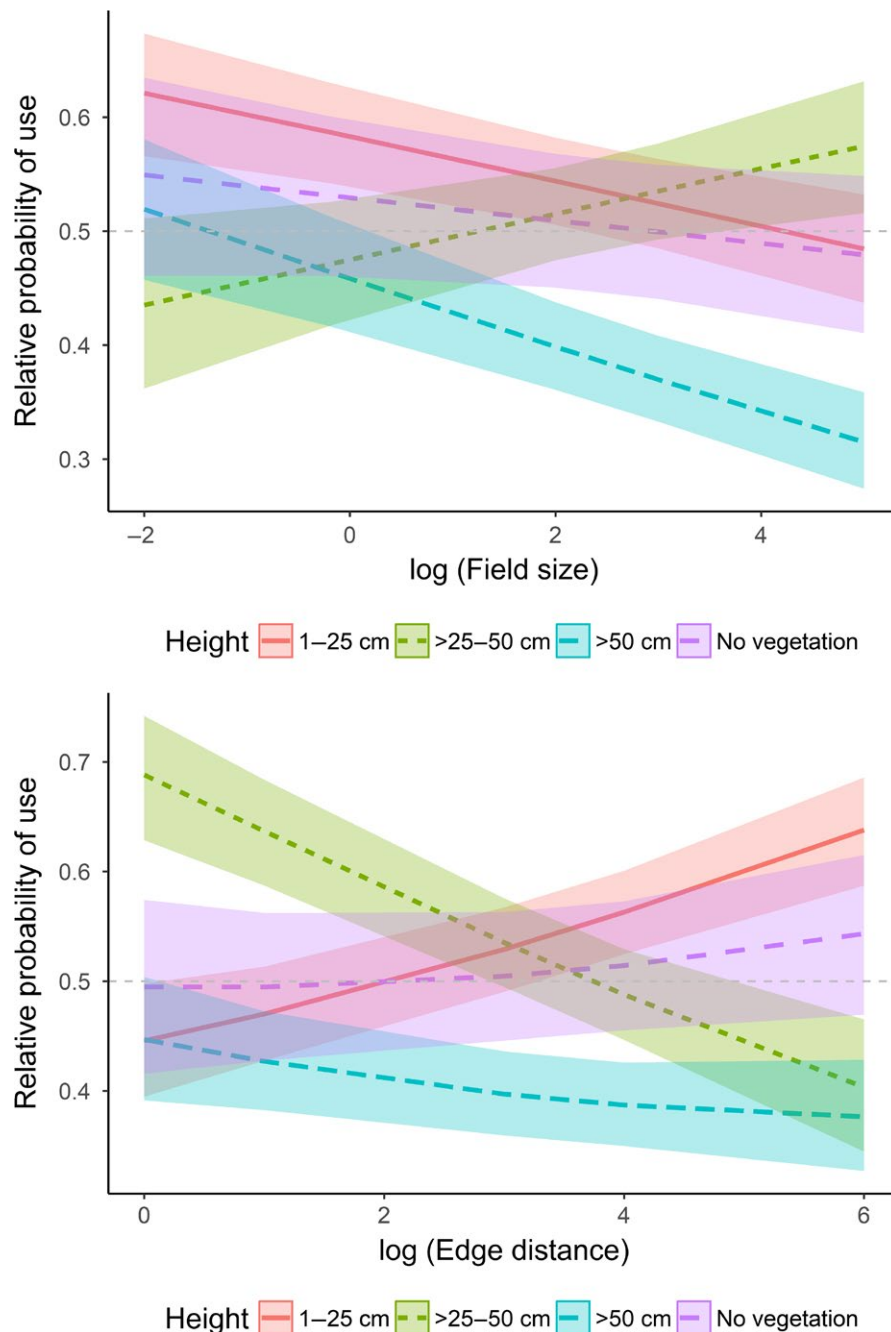 Relative probability of use
0.6
0.5
0.4
0.3
–2
0
2
4
log (Field size)
Height 1–25 cm >25–50 cm >50 cm No vegetation
Relative probability of use
0.7
0.6
0.5
0.4
0
2
4
6
log (Edge distance)
Height 1–25 cm >25–50 cm >50 cm No vegetation